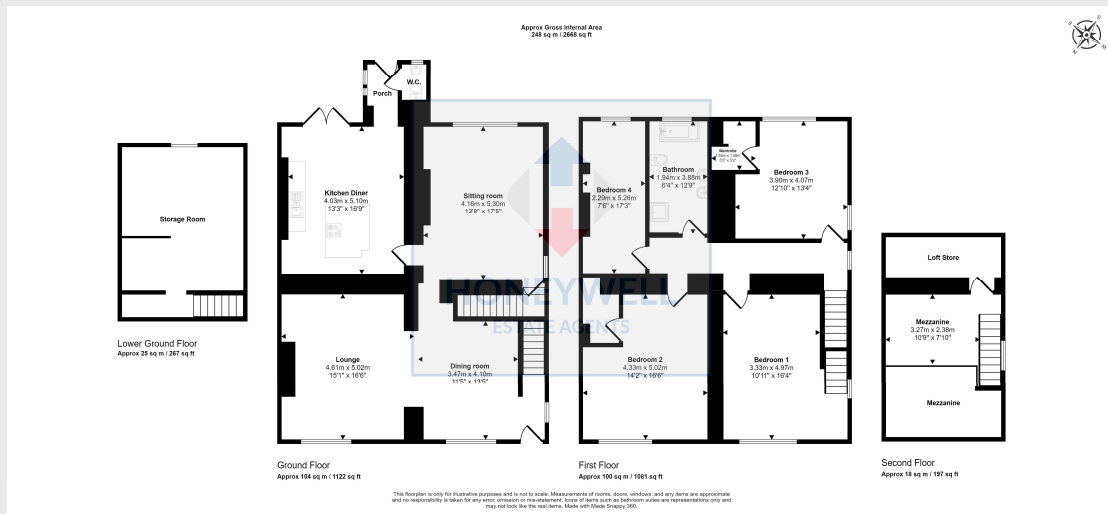 Approx Gross Internal Area
248 sq m / 2668 sq ft
S
E
W
N
W.C.
Porch
Kitchen Diner
4.03m x 5.10m
13'3" x 16'9"
Sitting room
4.16m x 5.30m
13'8" x 17'5"
Lounge
4.61m x 5.02m
15'1" x 16'6"
Dining room
3.47m x 4.10m
11'5" x 13'5"
Storage Room
Lower Ground Floor
Approx 25 sq m / 267 sq ft
Ground Floor
Approx 104 sq m / 1122 sq ft
Bedroom 4
2.29m x 5.26m
7'6" x 17'3"
Bathroom
1.94m x 3.88m
6'4" x 12'9"
Wardrobe
Bedroom 3
3.90m x 4.07m
12'10" x 13'4"
Bedroom 2
4.33m x 5.02m
14'2" x 16'6"
Bedroom 1
3.33m x 4.97m
10'11" x 16'4"
First Floor
Approx 100 sq m / 1081 sq ft
Loft Store
Mezzanine
3.27m x 2.38m
10'9" x 7'10"
Mezzanine
Second Floor
Approx 18 sq m / 197 sq ft
HONEYWELL
ESTATE AGENTS
This floorplan is only for illustrative purposes and is not to scale. Measurements of rooms, doors, windows, and any items are approximate
and no responsibility is taken for any error, omission or mis-statement. Icons of items such as bathroom suites are representations only and
may not look like the real items. Made with Made Snappy 360.